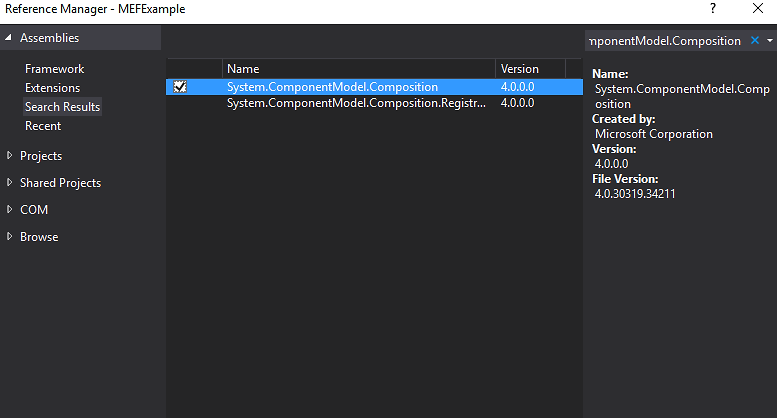 Reference Manager - MEFExample
? ×
Assemblies
Framework
Extensions
Search Results
Recent
Projects
Shared Projects
COM
Browse
Name Version
System.ComponentModel.Composition 4.0.0.0
System.ComponentModel.Composition.Registr... 4.0.0.0
mponentModel.Composition
Name:
System.ComponentModel.Comp
osition
Created by:
Microsoft Corporation
Version:
4.0.0.0
File Version:
4.0.30319.34211